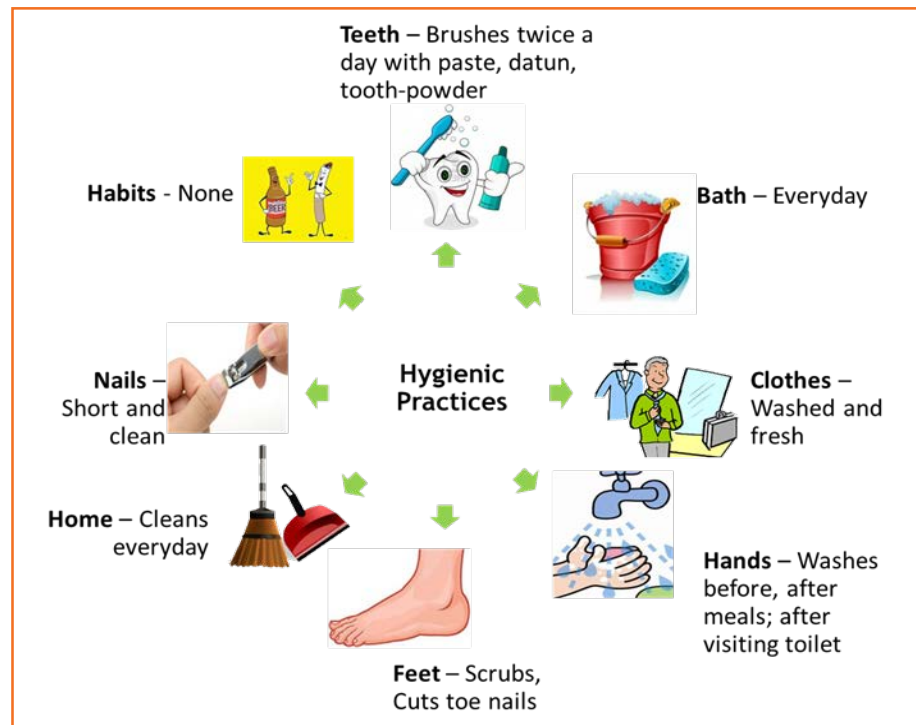 Teeth – Brushes twice a
day with paste, datun,
tooth-powder
Habits - None
BEER
Bath – Everyday
Hygienic
Practices
Nails –
Short and
clean
Clothes –
Washed and
fresh
Home – Cleans
everyday
Hands – Washes
before, after
meals; after
visiting toilet
Feet – Scrubs,
Cuts toe nails